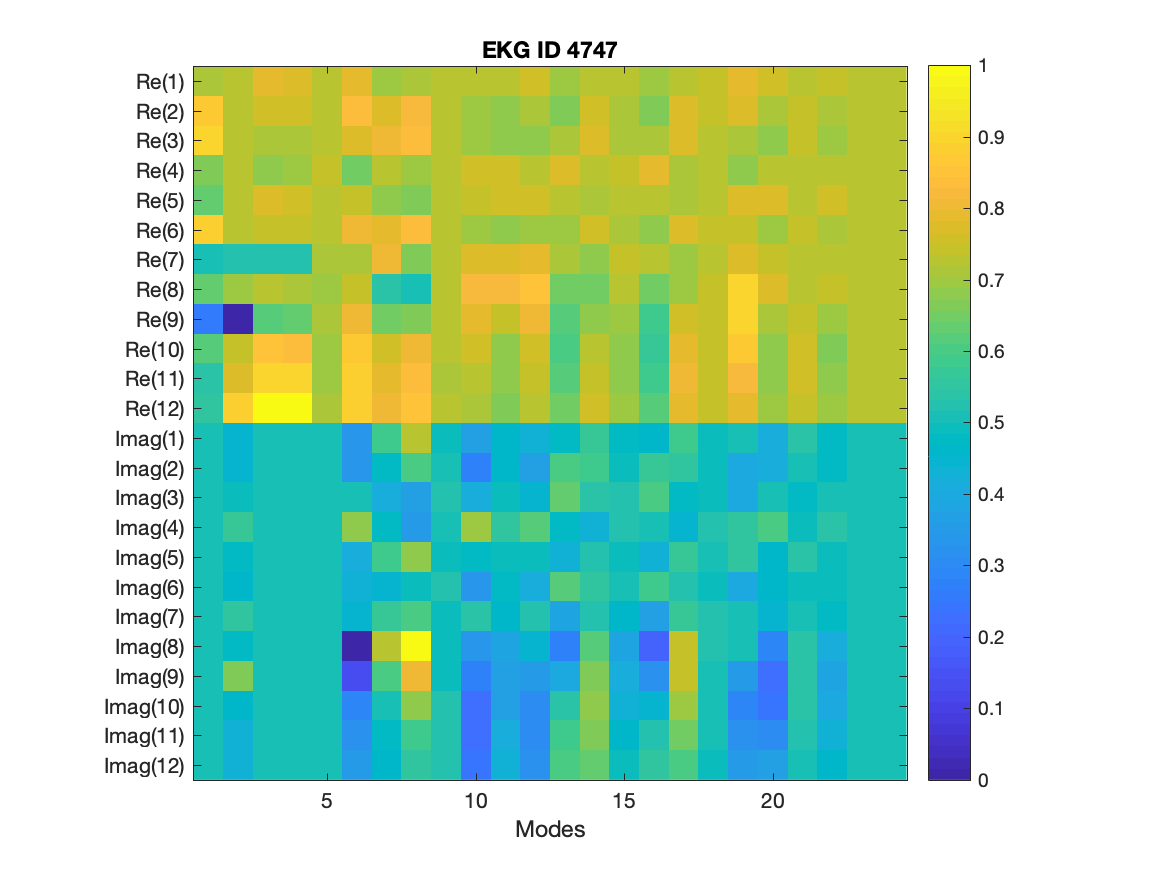 EKG ID 4747
Re(1)
Re(2)
Re(3)
Re(4)
Re(5)
Re(6)
Re(7)
Re(8)
Re(9)
Re(10)
Re(11)
Re(12)
Imag(1)
Imag(2)
Imag(3)
Imag(4)
Imag(5)
Imag(6)
Imag(7)
Imag(8)
Imag(9)
Imag(10)
Imag(11)
Imag(12)
5 10 15 20
Modes
1
0.9
0.8
0.7
0.6
0.5
0.4
0.3
0.2
0.1
0